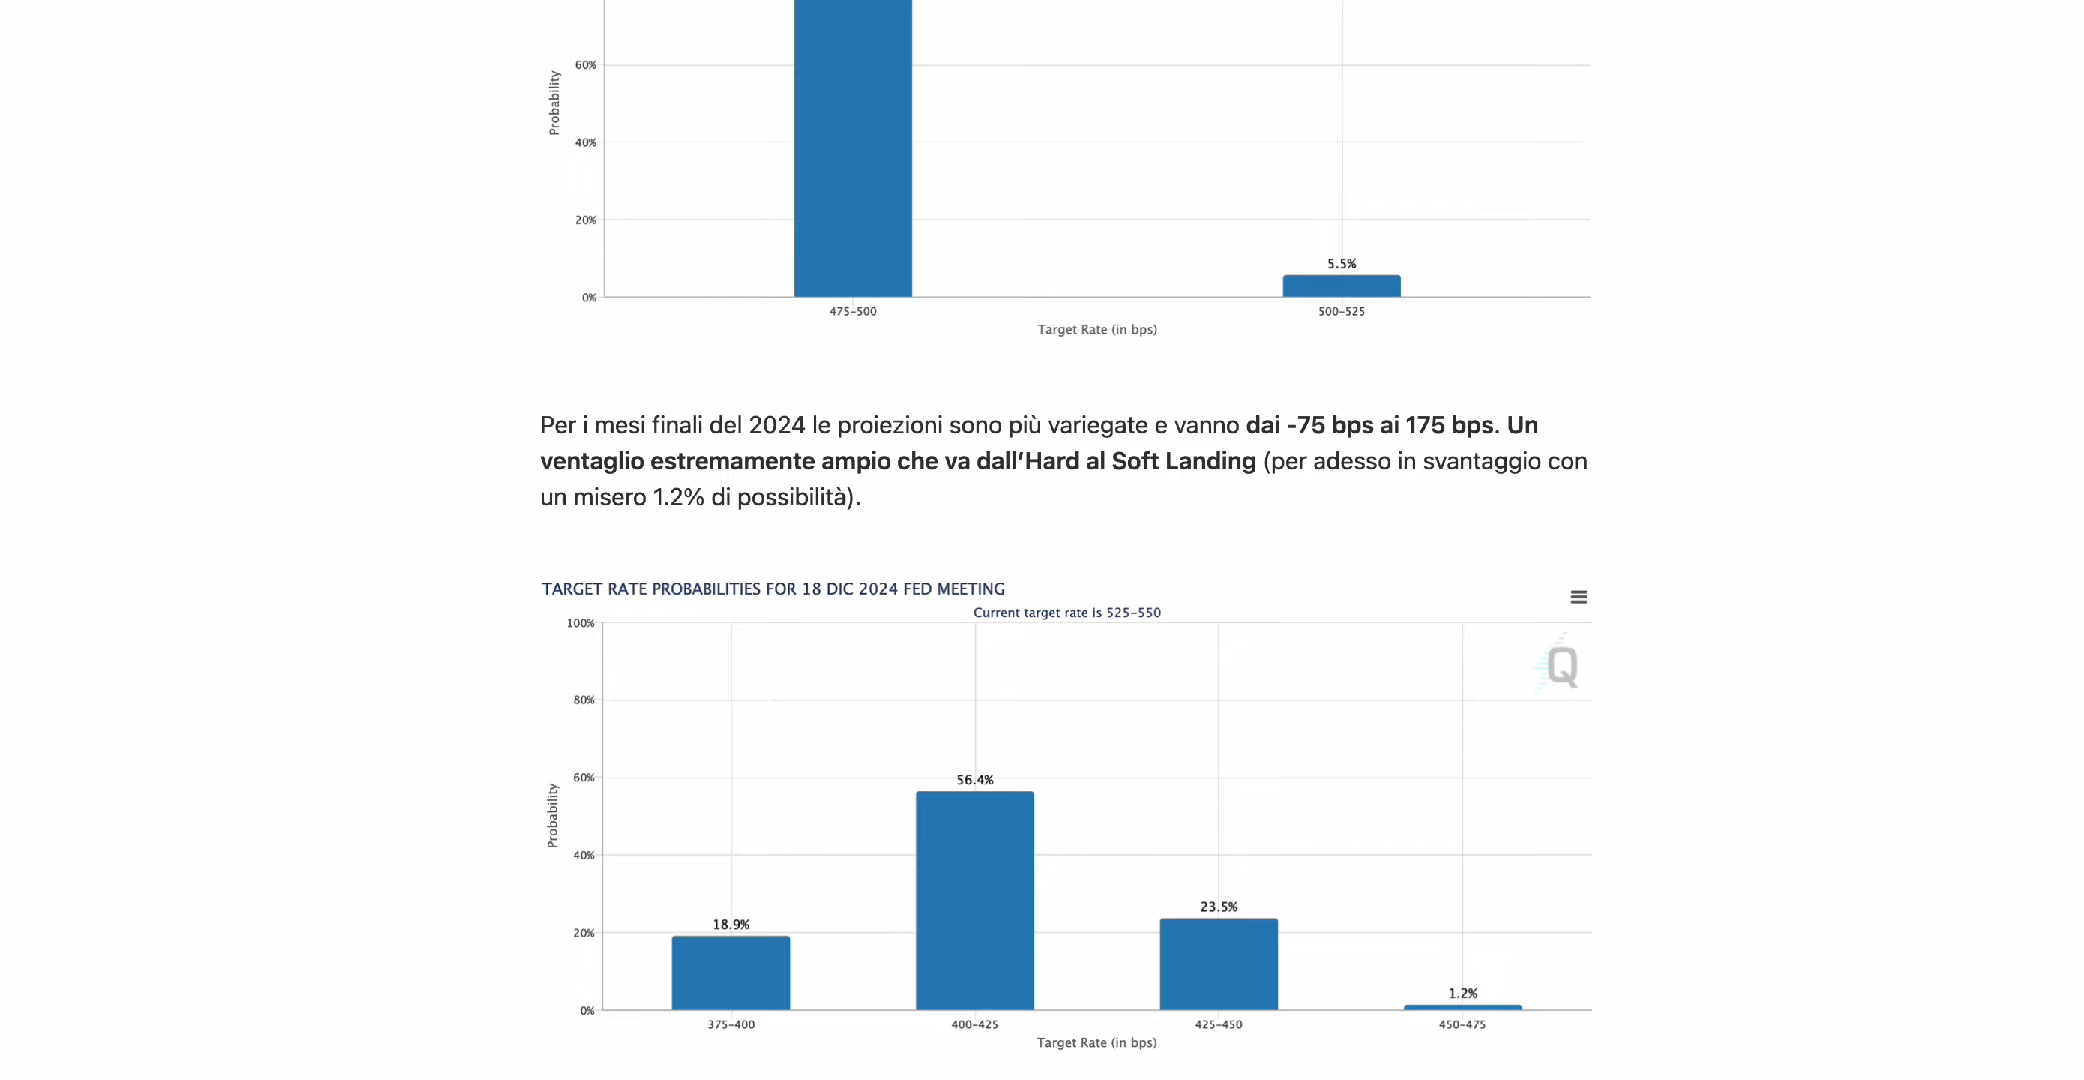 60%
Probability
40%
20%
5.5%
0%
475-500
500-525
Target Rate (in bps)
Per i mesi finali del 2024 le proiezioni sono più variegate e vanno dai -75 bps ai 175 bps. Un
ventaglio estremamente ampio che va dall'Hard al Soft Landing (per adesso in svantaggio con
un misero 1.2% di possibilità).
TARGET RATE PROBABILITIES FOR 18 DIC 2024 FED MEETING
Current target rate is 525-550
100%
Q
80%
60%
56.4%
Probability
40%
23.5%
18.9%
20%
1.2%
0%
375-400
400-425
425-450
450-475
Target Rate (in bps)